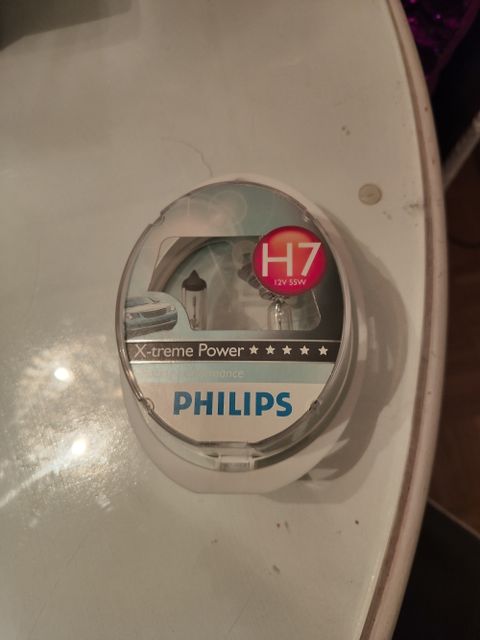 H7
12V 55W
X-treme Power ★★★★★
PHILIPS